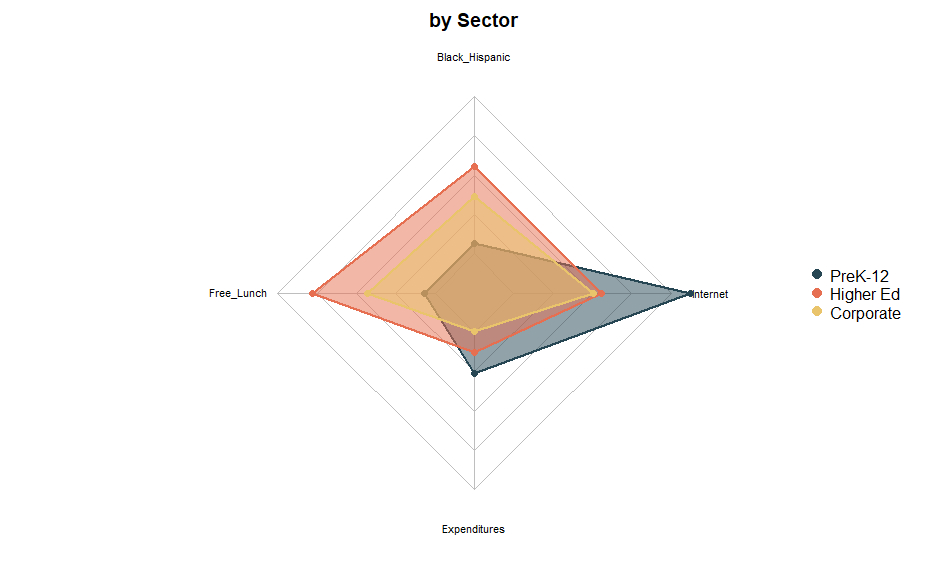 by Sector
Black_Hispanic
Free_Lunch
Internet
PreK-12
Higher Ed
Corporate
Expenditures